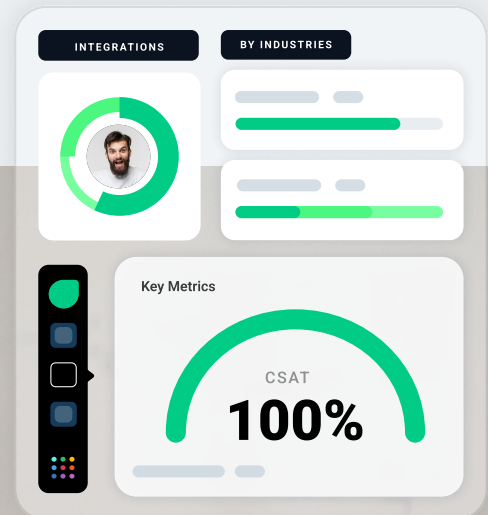 INTEGRATIONS
BY INDUSTRIES
Key Metrics
CSAT
100%